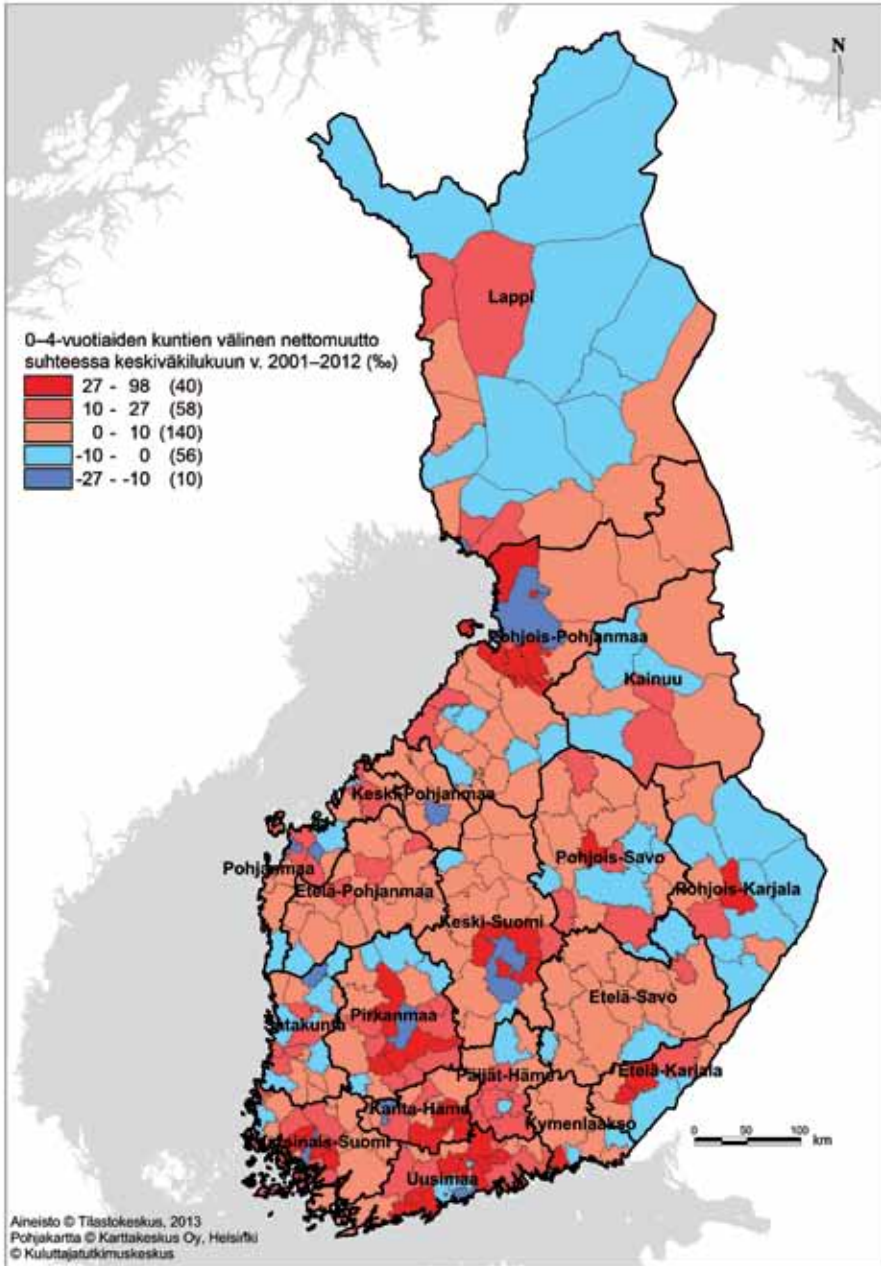 N
Lappi
0–4-vuotiaiden kuntien välinen nettomuutto
suhteessa keskiväkilukuun v. 2001–2012 (‰)
27 - 98 (40)
10 - 27 (58)
0 - 10 (140)
-10 - 0 (56)
-27 - -10 (10)
Pohjois-Pohjanmaa
Kainuu
Keski-Pohjanmaa
Pohjanmaa
Etelä-Pohjanmaa
Pohjois-Savo
Pohjois-Karjala
Keski-Suomi
Etelä-Savo
Satakunta
Pirkanmaa
Päijät-Häme
Etelä-Karjala
Kanta-Häme
Kymenlaakso
Varsinais-Suomi
Uusimaa
0 50 100
km
Aineisto © Tilastokeskus, 2013
Pohjakartta © Karttakeskus Oy, Helsinki
© Kuluttajatutkimuskeskus